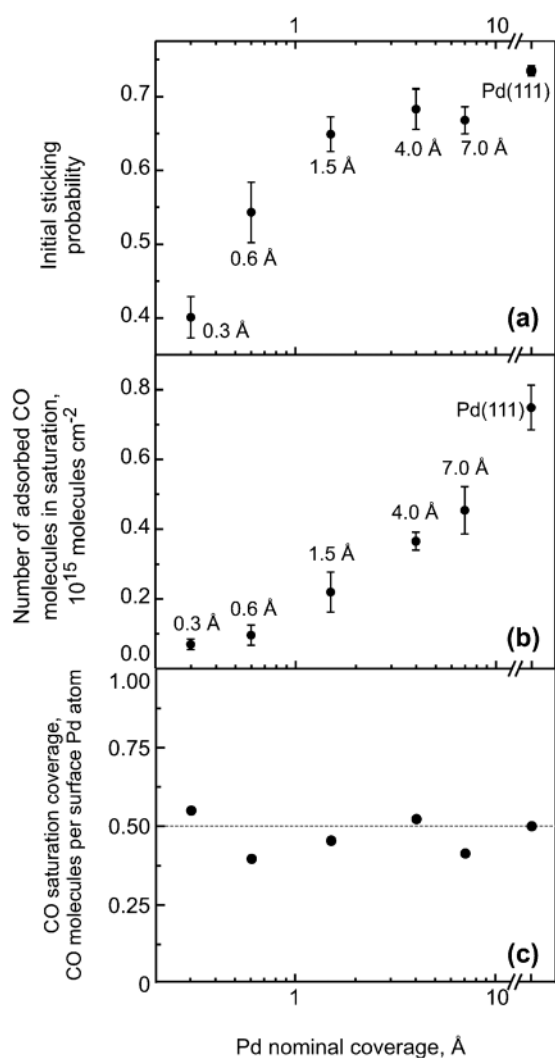 1 10
Initial sticking
probability
0.7
0.6
0.5
0.4
0.3 Å
0.6 Å
1.5 Å
4.0 Å
7.0 Å
Pd(111)
(a)
Number of adsorbed CO
molecules in saturation,
10¹⁵ molecules cm⁻²
0.8
0.6
0.4
0.2
0.0
0.3 Å
0.6 Å
1.5 Å
4.0 Å
7.0 Å
Pd(111)
(b)
CO saturation coverage,
CO molecules per surface Pd atom
1.00
0.75
0.50
0.25
0
(c)
1 10
Pd nominal coverage, Å